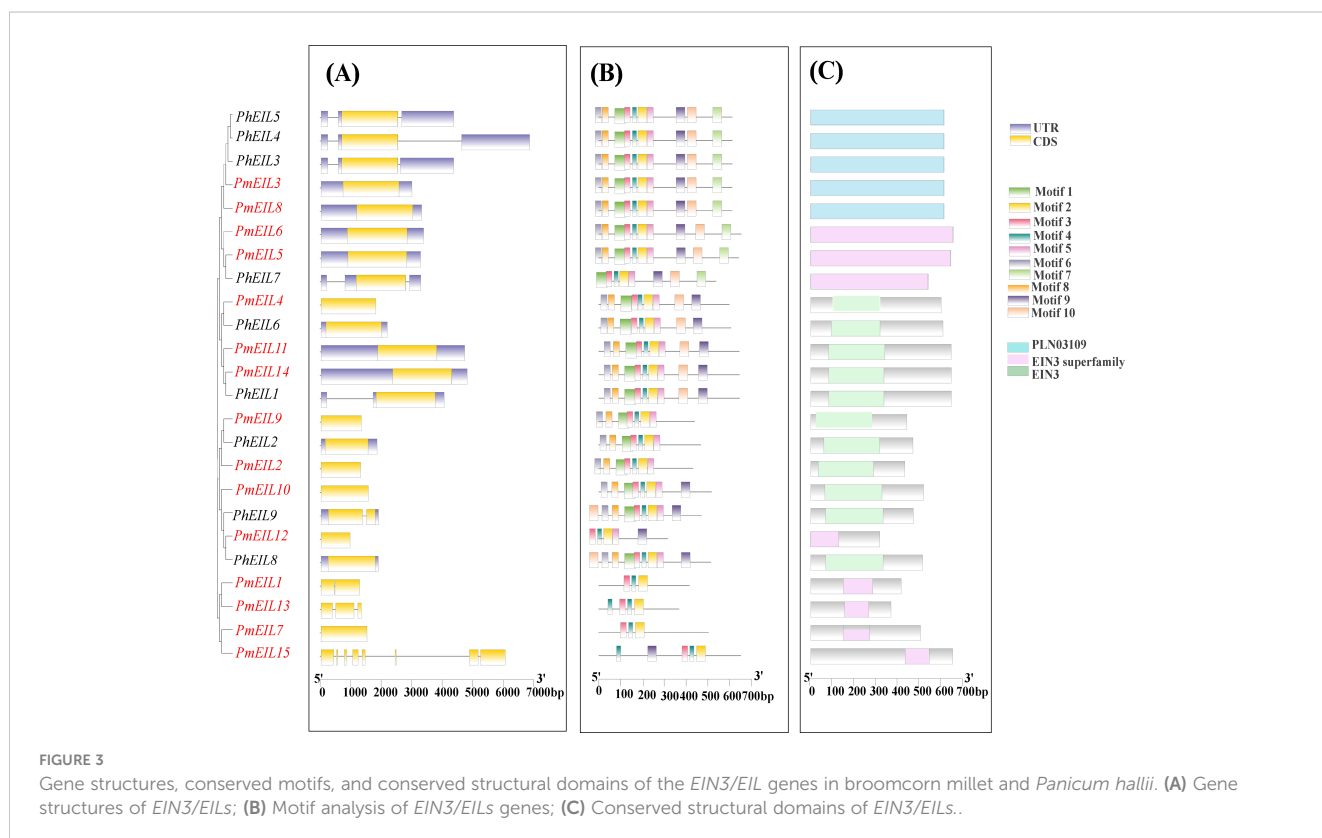 (A)
(B)
(C)
PhEIL5
PhEIL4
PhEIL3
PmEIL3
PmEIL8
PmEIL6
PmEIL5
PhEIL7
PmEIL4
PhEIL6
PmEIL11
PmEIL14
PhEIL1
PmEIL9
PhEIL2
PmEIL2
PmEIL10
PhEIL9
PmEIL12
PhEIL8
PmEIL1
PmEIL13
PmEIL7
PmEIL15
5' 3'
0 1000 2000 3000 4000 5000 6000 7000bp
5' 3'
0 100 200 300 400 500 600 700bp
5' 3'
0 100 200 300 400 500 600 700bp
UTR
CDS
Motif 1
Motif 2
Motif 3
Motif 4
Motif 5
Motif 6
Motif 7
Motif 8
Motif 9
Motif 10
PLN03109
EIN3 superfamily
EIN3
FIGURE 3
Gene structures, conserved motifs, and conserved structural domains of the EIN3/EIL genes in broomcorn millet and Panicum hallii. (A) Gene
structures of EIN3/EILs; (B) Motif analysis of EIN3/EILs genes; (C) Conserved structural domains of EIN3/EILs..